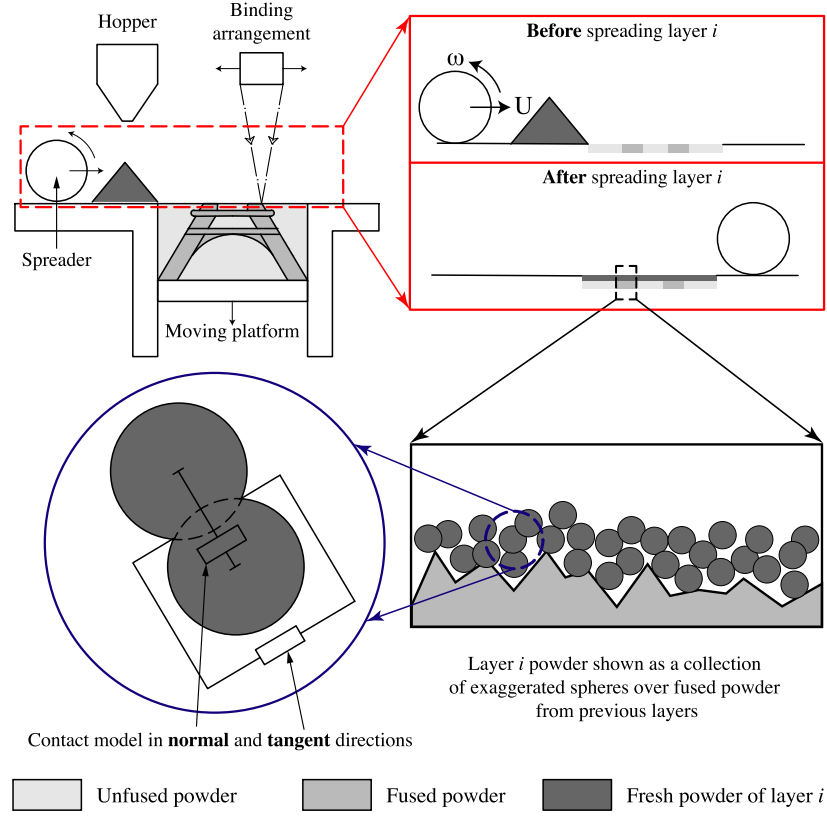 Hopper
Binding
arrangement
Spreader
Moving platform
Before spreading layer i
ω
U
After spreading layer i
Layer i powder shown as a collection
of exaggerated spheres over fused powder
from previous layers
Contact model in normal and tangent directions
Unfused powder
Fused powder
Fresh powder of layer i